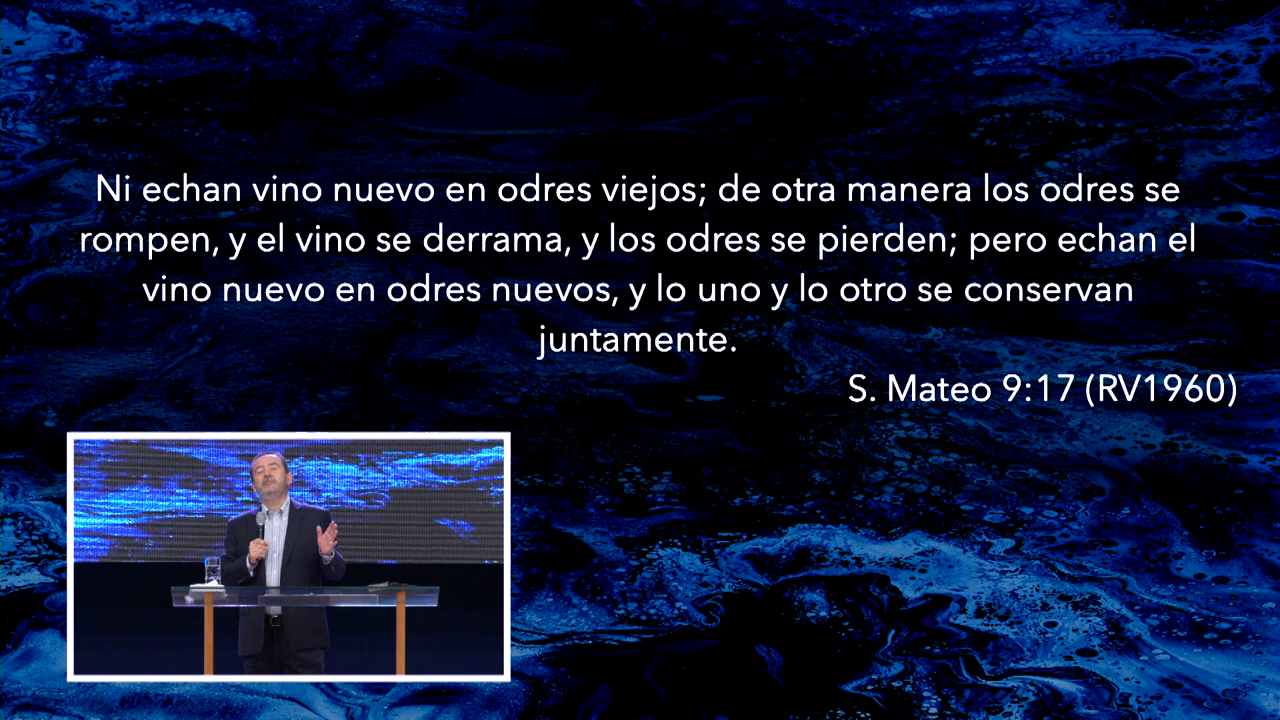 Ni echan vino nuevo en odres viejos; de otra manera los odres se
rompen, y el vino se derrama, y los odres se pierden; pero echan el
vino nuevo en odres nuevos, y lo uno y lo otro se conservan
juntamente.
S. Mateo 9:17 (RV1960)